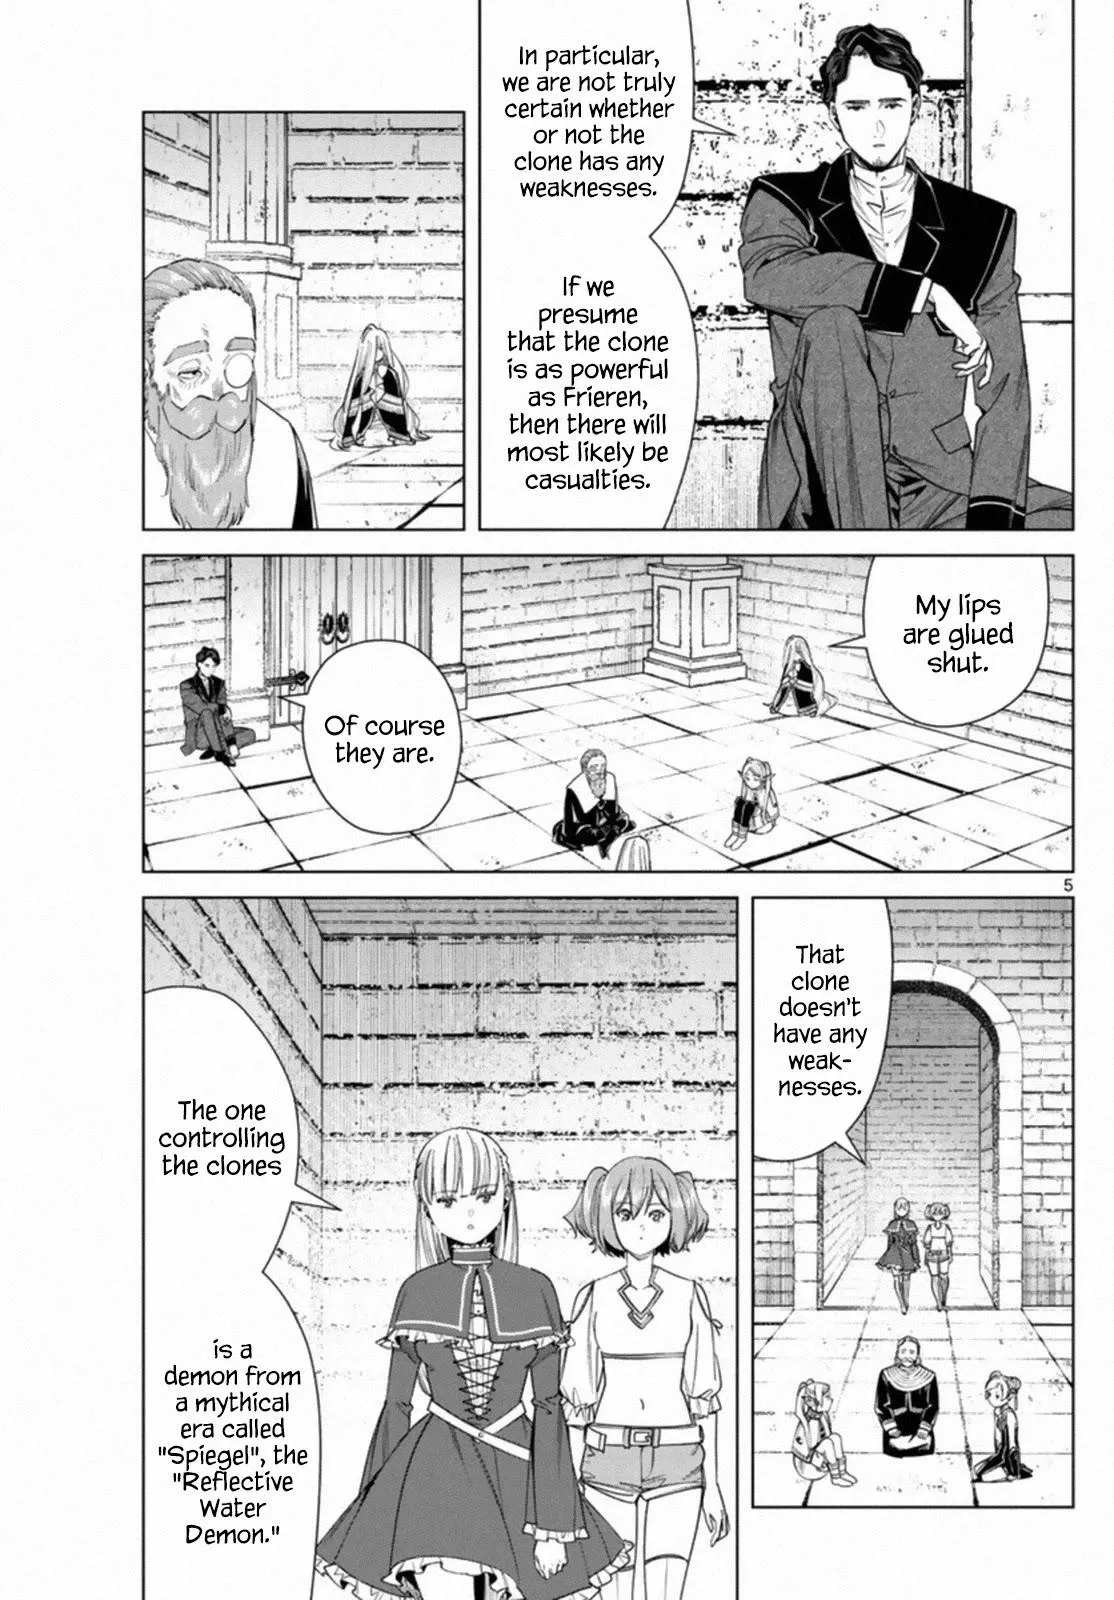 In particular,
we are not truly
certain whether
or not the
clone has any
weaknesses.
If we
presume
that the clone
is as powerful
as Frieren,
then there will
most likely be
casualties.
My lips
are glued
shut.
Of course
they are.
5
That
clone
doesn't
have any
weak-
nesses.
The one
controlling
the clones
is a
demon from
a mythical
era called
"Spiegel", the
"Reflective
Water
Demon."